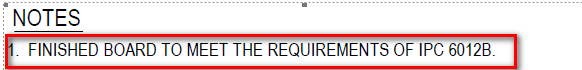 NOTES
1. FINISHED BOARD TO MEET THE REQUIREMENTS OF IPC 6012B.